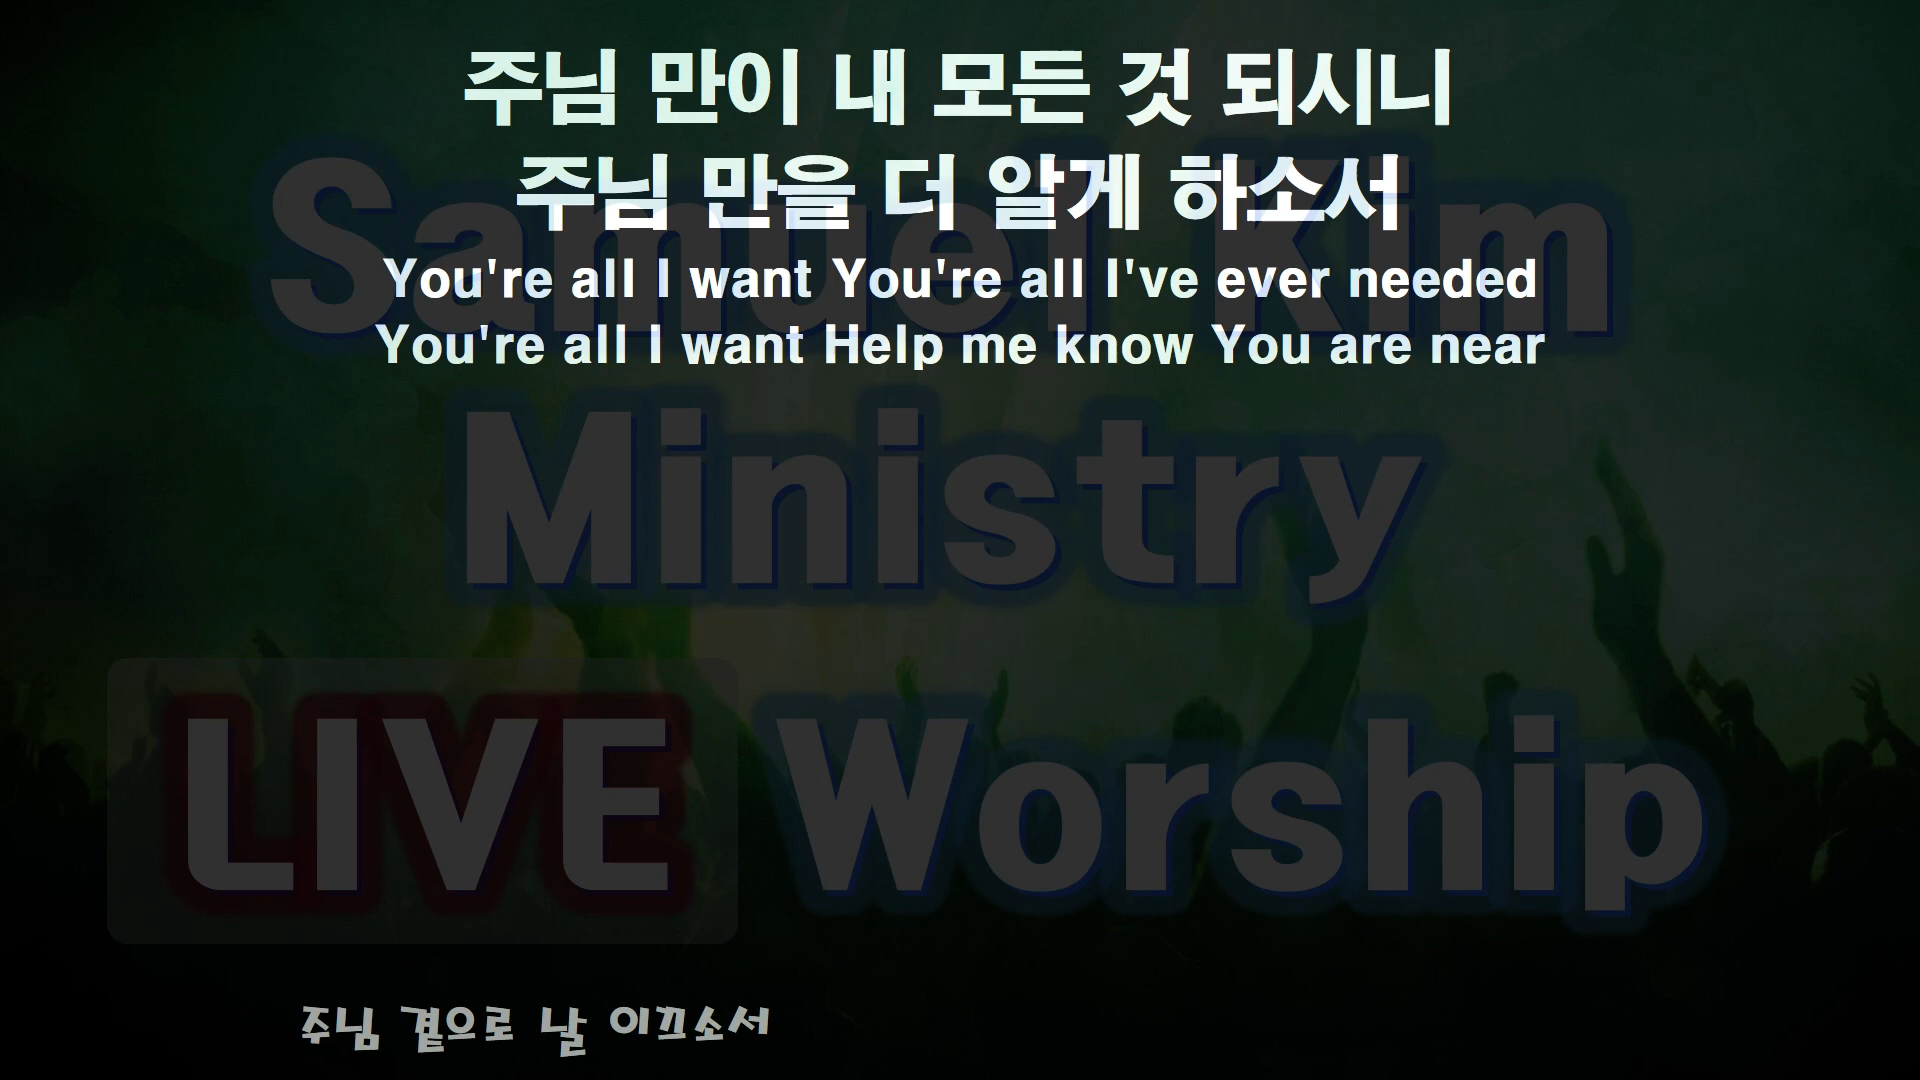 주님 만이 내 모든 것 되시니
주님 만을 더 알게 하소서
You're all I want You're all I've ever needed
You're all I want Help me know You are near
Samuel Kim
Ministry
LIVE Worship
주님 곁으로 날 이끄소서